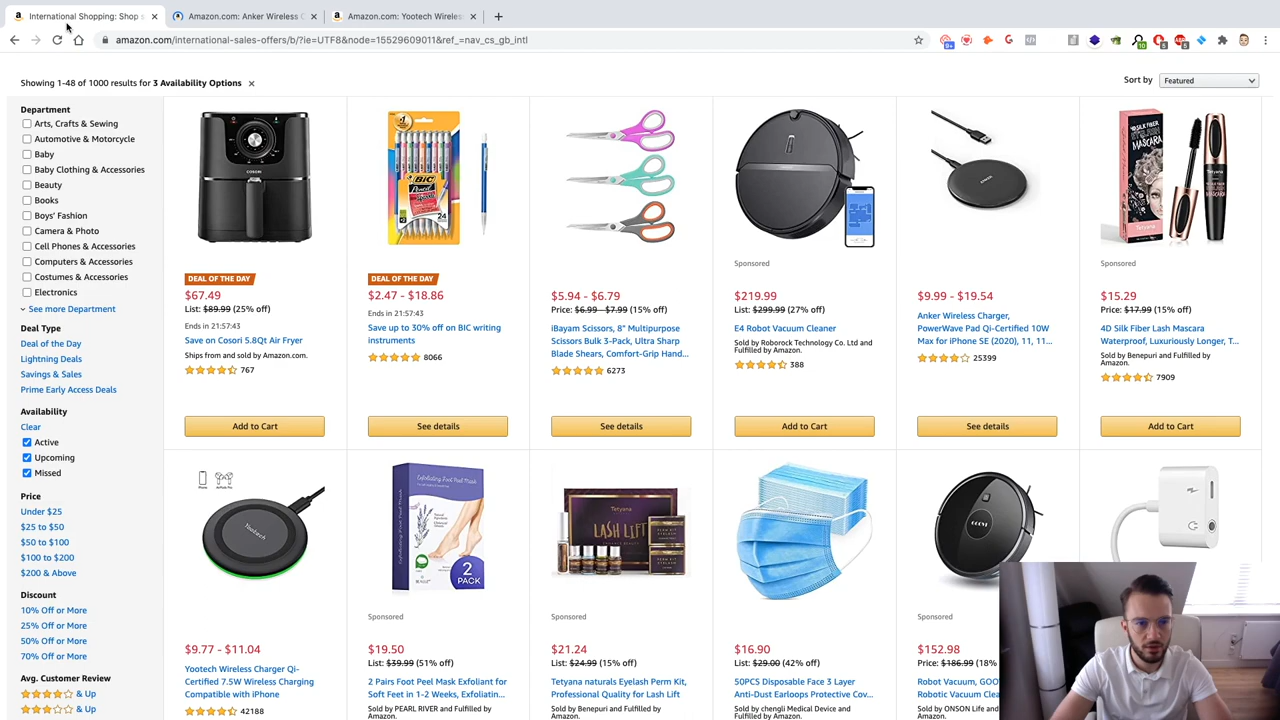 International Shopping: Shop s
Amazon.com: Anker Wireless C
Amazon.com: Yootech Wireless
amazon.com/international-sales-offers/b/?ie=UTF8&node=15529609011&ref_=nav_cs_gb_intl
Showing 1-48 of 1000 results for 3 Availability Options
Sort by
Featured
Department
Arts, Crafts & Sewing
Automotive & Motorcycle
Baby
Baby Clothing & Accessories
Beauty
Books
Boys' Fashion
Camera & Photo
Cell Phones & Accessories
Computers & Accessories
Costumes & Accessories
Electronics
See more Department
Deal Type
Deal of the Day
Lightning Deals
Savings & Sales
Prime Early Access Deals
Availability
Clear
Active
Upcoming
Missed
Price
Under $25
$25 to $50
$50 to $100
$100 to $200
$200 & Above
Discount
10% Off or More
25% Off or More
50% Off or More
70% Off or More
Avg. Customer Review
& Up
& Up
COSORI
DEAL OF THE DAY
$67.49
List: $89.99 (25% off)
Ends in 21:57:43
Save on Cosori 5.8Qt Air Fryer
Ships from and sold by Amazon.com.
767
Add to Cart
BIC
24
DEAL OF THE DAY
$2.47 - $18.86
Ends in 21:57:43
Save up to 30% off on BIC writing
instruments
8066
See details
$5.94 - $6.79
Price: $6.99 - $7.99 (15% off)
iBayam Scissors, 8" Multipurpose
Scissors Bulk 3-Pack, Ultra Sharp
Blade Shears, Comfort-Grip Hand...
6273
See details
Sponsored
$219.99
List: $299.99 (27% off)
E4 Robot Vacuum Cleaner
Sold by Roborock Technology Co. Ltd and
Fulfilled by Amazon.
388
Add to Cart
$9.99 - $19.54
Anker Wireless Charger,
PowerWave Pad Qi-Certified 10W
Max for iPhone SE (2020), 11, 11...
25399
See details
MASCARA
Tetyana
Sponsored
$15.29
Price: $17.99 (15% off)
4D Silk Fiber Lash Mascara
Waterproof, Luxuriously Longer, T...
Sold by Benepuri and Fulfilled by
Amazon.
7909
Add to Cart
Yootech
$9.77 - $11.04
Yootech Wireless Charger Qi-
Certified 7.5W Wireless Charging
Compatible with iPhone
42188
Exfoliating Foot Peel Mask
2
PACK
Sponsored
$19.50
List: $39.99 (51% off)
2 Pairs Foot Peel Mask Exfoliant for
Soft Feet in 1-2 Weeks, Exfoliatin...
Sold by PEARL RIVER and Fulfilled by
Amazon.
Tetyana
LASH LIFT
Sponsored
$21.24
List: $24.99 (15% off)
Tetyana naturals Eyelash Perm Kit,
Professional Quality for Lash Lift
Sold by Benepuri and Fulfilled by
Amazon.
$16.90
List: $29.00 (42% off)
50PCS Disposable Face 3 Layer
Anti-Dust Earloops Protective Cov...
Sold by chengli Medical Device and
Fulfilled by Amazon.
GOOVI
Sponsored
$152.98
Price: $186.99 (18%
Robot Vacuum, GOO
Robotic Vacuum Clea
Sold by ONSON Life and
Amazon.